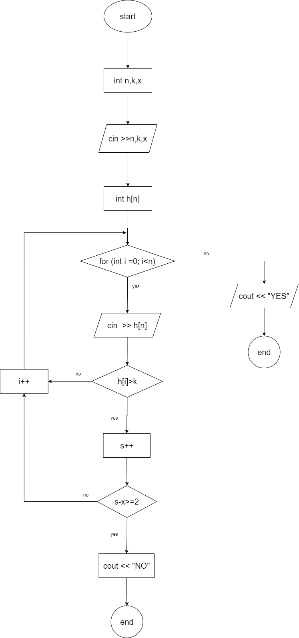 start
int n,k,x
cin >>n,k,x
int h[n]
for (int i =0; i<n)
no
yes
cout << "YES"
cin >> h[n]
end
h[i]>k
no
i++
yes
s++
s-x>=2
no
yes
cout << "NO"
end